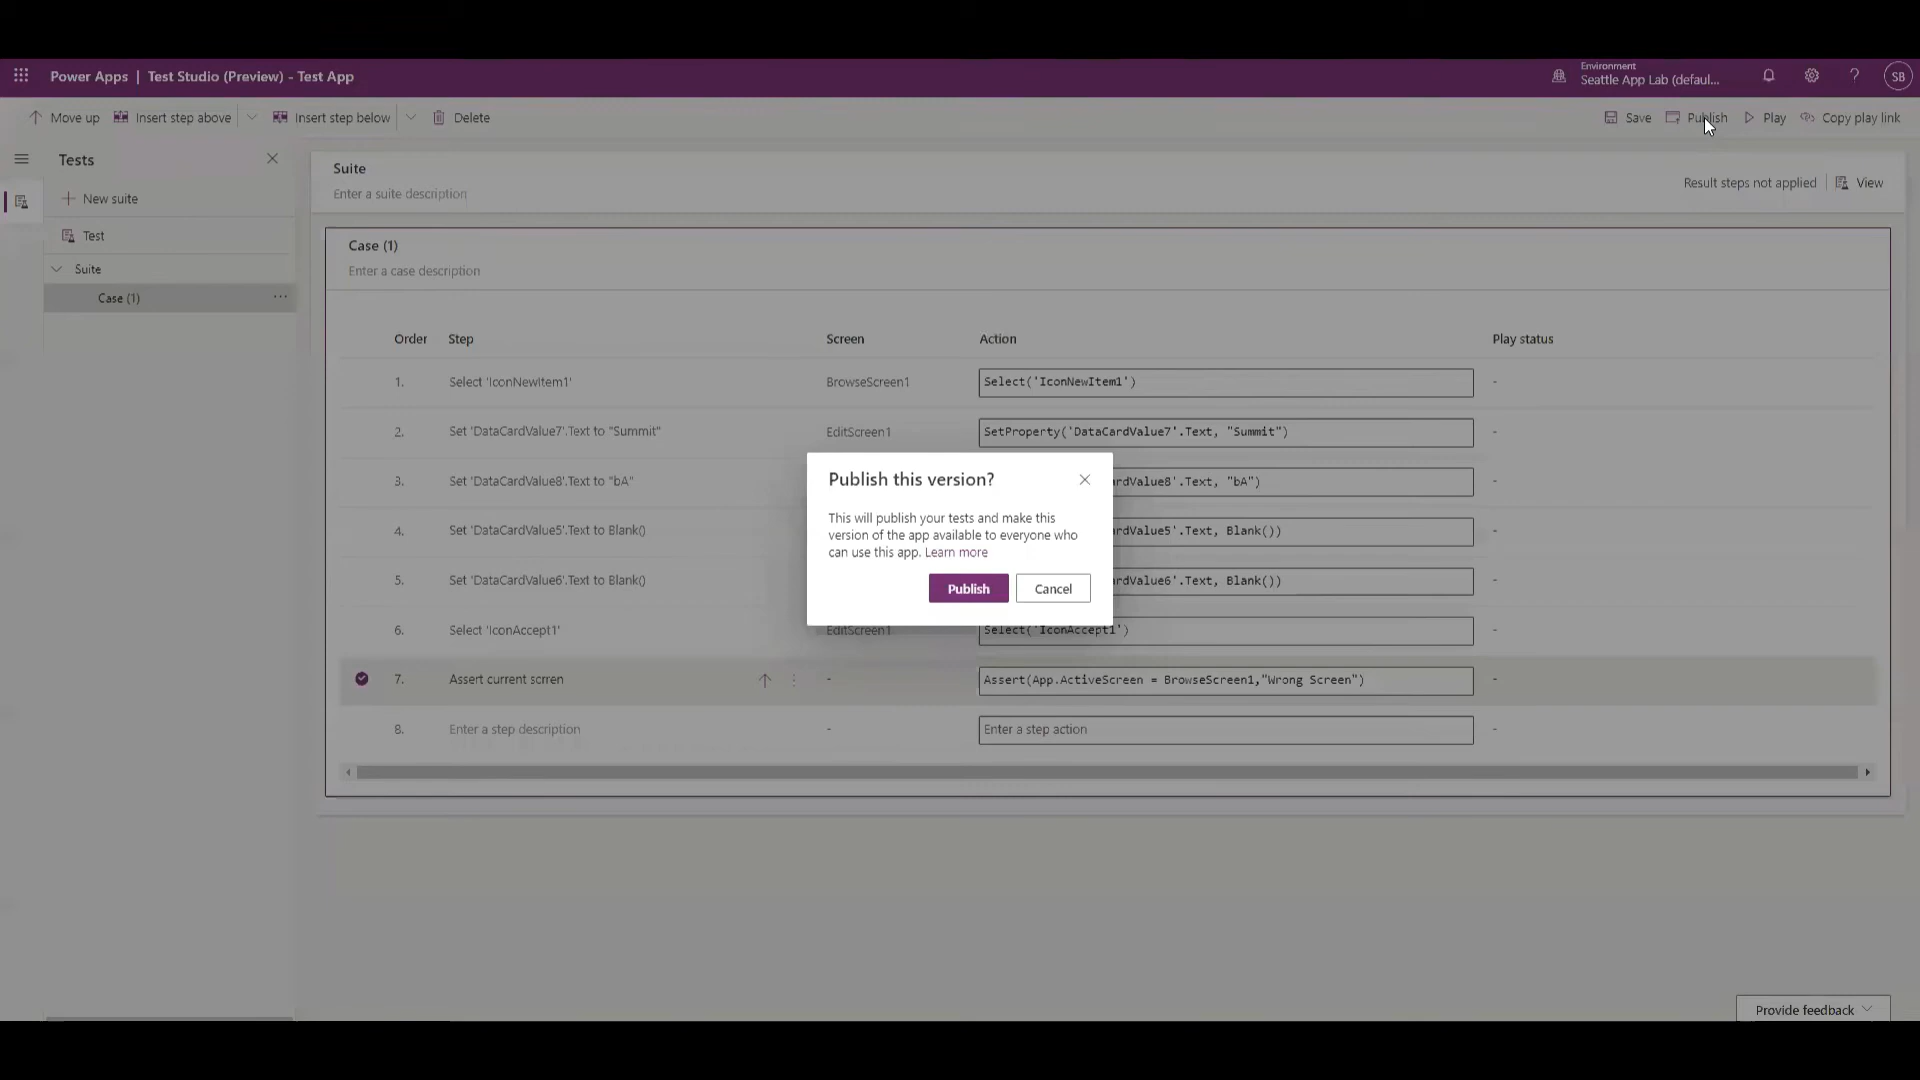 Power Apps | Test Studio (Preview) - Test App
Environment
Seattle App Lab (defaul...
SB
Move up
Insert step above
Insert step below
Delete
Save
Publish
Play
Copy play link
Tests
New suite
Test
Suite
Case (1)
Suite
Enter a suite description
Result steps not applied
View
Case (1)
Enter a case description
Order Step Screen Action Play status
1. Select 'IconNewItem1' BrowseScreen1 Select('IconNewItem1') -
2. Set 'DataCardValue7'.Text to "Summit" EditScreen1 SetProperty('DataCardValue7'.Text, "Summit") -
3. Set 'DataCardValue8'.Text to "bA" rdValue8'.Text, "bA") -
4. Set 'DataCardValue5'.Text to Blank() rdValue5'.Text, Blank()) -
5. Set 'DataCardValue6'.Text to Blank() rdValue6'.Text, Blank()) -
6. Select 'IconAccept1' EditScreen1 Select('IconAccept1') -
7. Assert current scrren - Assert(App.ActiveScreen = BrowseScreen1,"Wrong Screen") -
8. Enter a step description - Enter a step action -
Publish this version?
This will publish your tests and make this
version of the app available to everyone who
can use this app. Learn more
Publish
Cancel
Provide feedback